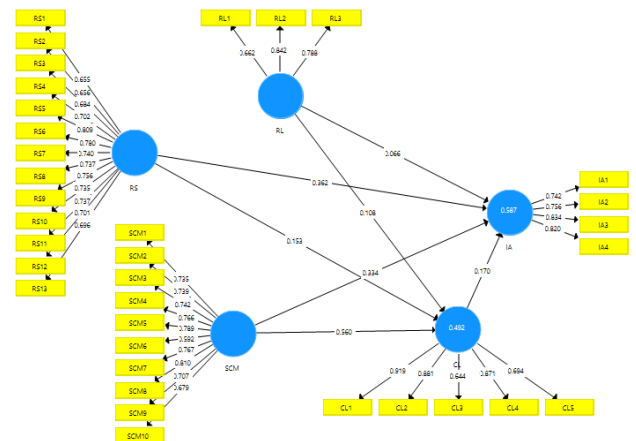 RS1
RS2
RS3
RS4
RS5
RS6
RS7
RS8
RS9
RS10
RS11
RS12
RS13
0.655
0.656
0.684
0.702
0.809
0.780
0.740
0.737
0.756
0.735
0.737
0.701
0.696
RS
RL1
RL2
RL3
0.662
0.842
0.788
RL
0.066
0.362
0.108
0.153
0.334
0.560
0.170
SCM1
SCM2
SCM3
SCM4
SCM5
SCM6
SCM7
SCM8
SCM9
SCM10
0.735
0.739
0.742
0.766
0.789
0.592
0.767
0.810
0.707
0.679
SCM
0.587
IA
0.742
0.756
0.834
0.820
IA1
IA2
IA3
IA4
0.492
CL
0.819
0.881
0.644
0.871
0.694
CL1
CL2
CL3
CL4
CL5